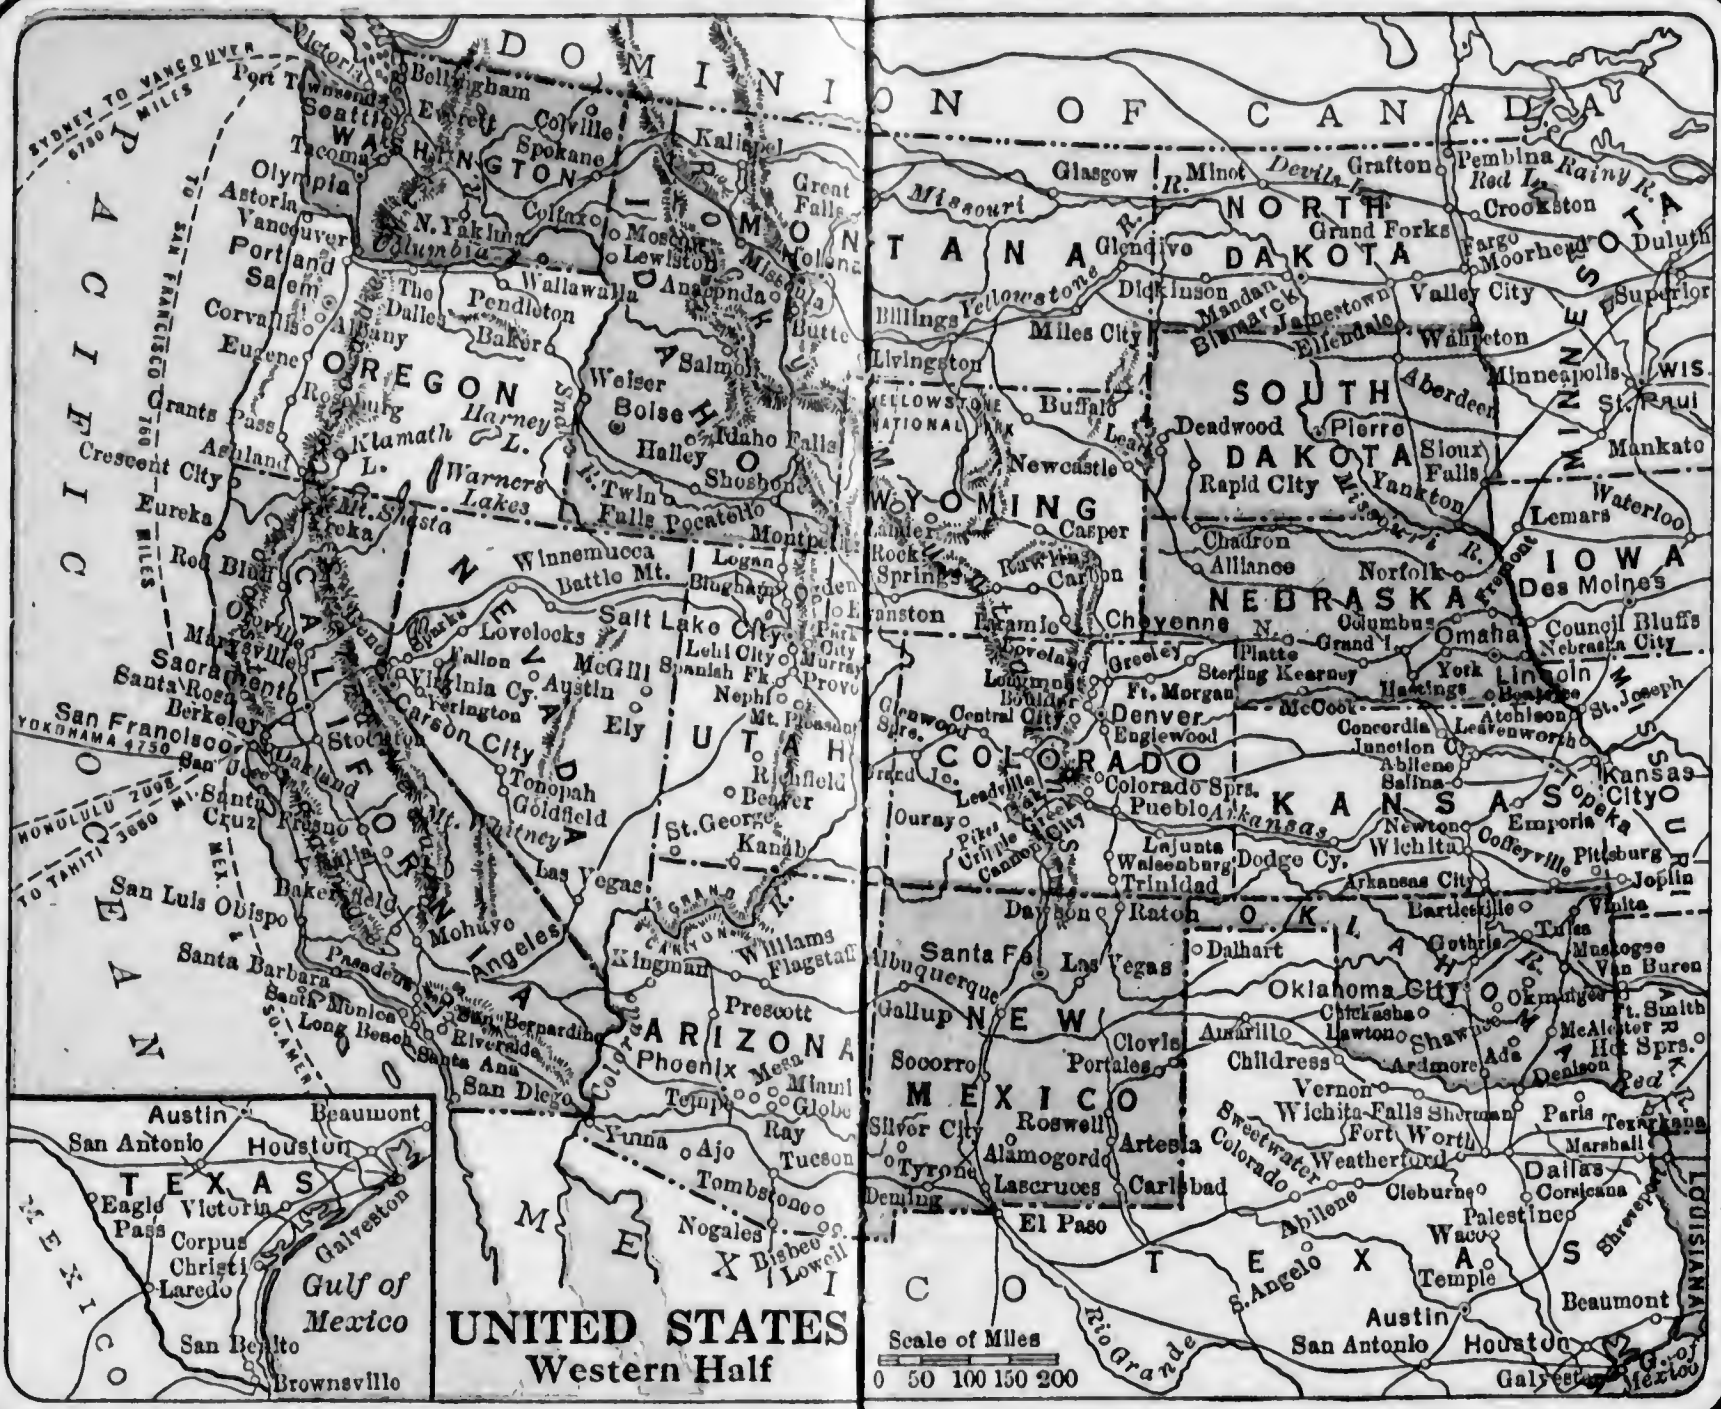 DOMINION OF CANADA
SYDNEY TO VANCOUVER
6780 MILES
TO SAN FRANCISCO 760 MILES
PACIFIC OCEAN
YOKOHAMA 4750
HONOLULU 2098
TO TAHITI 3660 MI.
MEX. &
SO. AMER
Victoria
Port Townsend
Bellingham
Everett
Seattle
WASHINGTON
Colville
Spokane
Tacoma
Olympia
Astoria
Vancouver
N. Yakima
Colfax
Columbia
R.
Portland
Salem
The Dalles
Pendleton
Wallawalla
Corvallis
Albany
Baker
Eugene
OREGON
Roseburg
Harney L.
Grants Pass
Klamath L.
Ashland
Warners Lakes
Crescent City
IDAHO
Moscow
Lewiston
Salmon
Weiser
Boise
Hailey
Idaho Falls
Shoshone
Twin Falls
Pocatello
Montpelier
MONTANA
Kalispel
Great Falls
Helena
Missoula
Anaconda
Butte
Glasgow
Missouri R.
Glendive
Yellowstone R.
Billings
Miles City
Livingston
YELLOWSTONE NATIONAL PARK
Eureka
Mt. Shasta
Red Bluff
CALIFORNIA
Oroville
Marysville
Sacramento
Santa Rosa
Berkeley
San Francisco
Stockton
Oakland
San Jose
Santa Cruz
Fresno
Mt. Whitney
Bakersfield
San Luis Obispo
Mohave
Santa Barbara
Pasadena
Angeles
Santa Monica
Long Beach
San Bernardino
Riverside
Santa Ana
San Diego
NEVADA
Winnemucca
Battle Mt.
Reno
Sparks
Lovelocks
Fallon
Virginia Cy.
Yerington
Carson City
Austin
McGill
Ely
Tonopah
Goldfield
Las Vegas
UTAH
Logan
Bingham
Ogden
Salt Lake City
Park City
Lehi City
Murray
Spanish Fk.
Provo
Nephi
Mt. Pleasant
Richfield
Beaver
St. George
Kanab
GRAND CANYON
R.
ARIZONA
Kingman
Williams
Flagstaff
Prescott
Colorado
Phoenix
Mesa
Miami
Tempe
Globe
Ray
Yuma
Ajo
Tucson
Tombstone
Nogales
Bisbee
Lowell
MEXICO
WYOMING
Buffalo
Newcastle
Lander
Casper
Rock Springs
Rawlins
Carbon
Evanston
Laramie
Cheyenne
NORTH DAKOTA
Minot
Devils L.
Grafton
Pembina
Grand Forks
Dickinson
Mandan
Bismarck
Jamestown
Valley City
Fargo
Ellendale
Wahpeton
SOUTH DAKOTA
Aberdeen
Lead
Deadwood
Pierre
Rapid City
Sioux Falls
Yankton
Missouri R.
MINNESOTA
Red L.
Rainy R.
Crookston
Moorhead
Duluth
Superior
Minneapolis
St. Paul
Mankato
WIS.
NEBRASKA
Chadron
Alliance
Norfolk
Fremont
Columbus
Omaha
N. Platte
Grand I.
Kearney
York
Lincoln
Hastings
Beatrice
McCook
Nebraska City
IOWA
Lemars
Waterloo
Des Moines
Council Bluffs
COLORADO
Loveland
Greeley
Sterling
Longmont
Boulder
Ft. Morgan
Glenwood Sprs.
Central City
Denver
Englewood
Grand Jc.
Leadville
Colorado Sprs.
Pikes Peak
Cripple Creek
Cannon City
Pueblo
Ouray
Lajunta
Walsenburg
Trinidad
KANSAS
Concordia
Atchison
Leavenworth
Junction C.
Abilene
Salina
Topeka
Kansas City
Emporia
Arkansas
Newton
Wichita
Dodge Cy.
Coffeyville
Pittsburg
Arkansas City
MISSOURI
St. Joseph
Joplin
OKLAHOMA
Bartlesville
Vinita
Guthrie
Tulsa
Muskogee
Oklahoma City
Okmulgee
Chickasha
Lawton
Shawnee
McAlester
Ada
Ardmore
R.
ARK.
Van Buren
Ft. Smith
Hot Sprs.
Red R.
NEW MEXICO
Dawson
Raton
Santa Fe
Las Vegas
Albuquerque
Gallup
Socorro
Clovis
Portales
Silver City
Roswell
Alamogordo
Artesia
Tyrone
Deming
Lascruces
Carlsbad
TEXAS
Dalhart
Amarillo
Childress
Vernon
Wichita Falls
Sherman
Denison
Paris
Texarkana
Fort Worth
Marshall
Sweetwater
Colorado
Weatherford
Dallas
Abilene
Cleburne
Corsicana
Palestine
Waco
El Paso
S. Angelo
Temple
Austin
San Antonio
Houston
Beaumont
Galveston
G. of Mexico
Rio Grande
Shreveport
LOUISIANA
Austin
Beaumont
San Antonio
Houston
TEXAS
Eagle Pass
Victoria
Galveston
Corpus Christi
Laredo
Gulf of Mexico
San Benito
Brownsville
MEXICO
UNITED STATES
Western Half
Scale of Miles
0 50 100 150 200